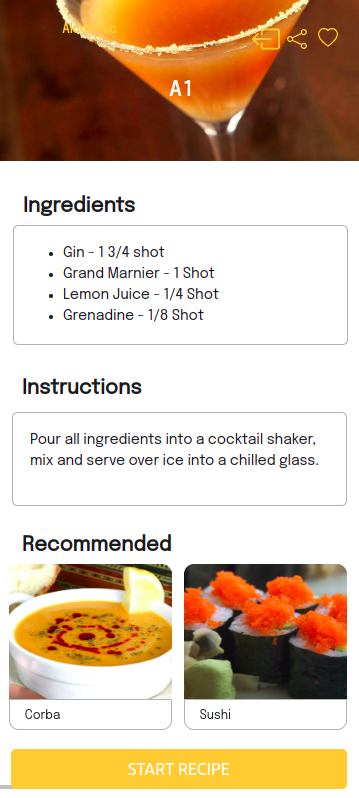 Alcoholic
A1
Ingredients
Gin - 1 3/4 shot
Grand Marnier - 1 Shot
Lemon Juice - 1/4 Shot
Grenadine - 1/8 Shot
Instructions
Pour all ingredients into a cocktail shaker,
mix and serve over ice into a chilled glass.
Recommended
Corba
Sushi
START RECIPE